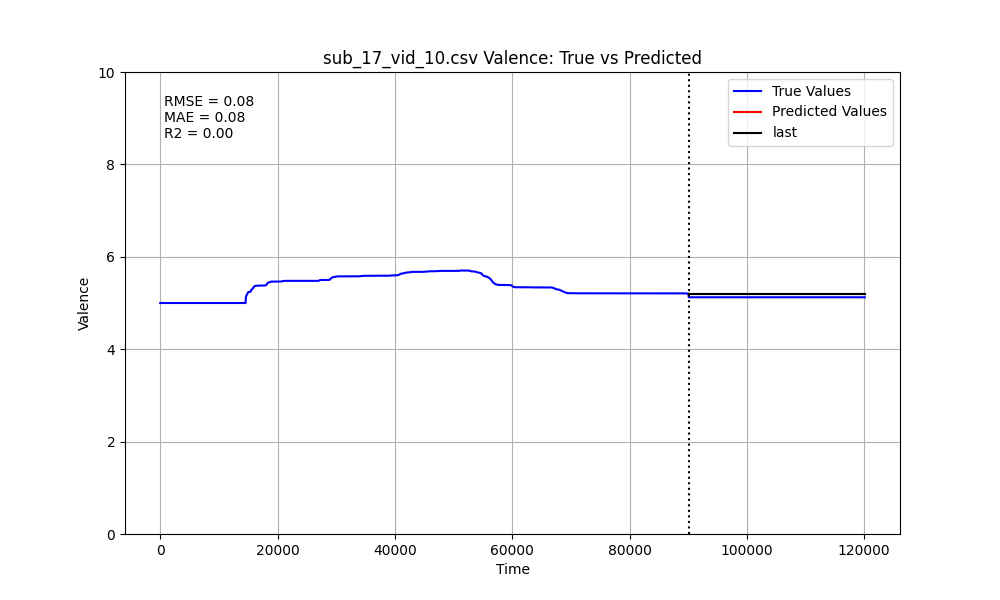 sub_17_vid_10.csv Valence: True vs Predicted
RMSE = 0.08
MAE = 0.08
R2 = 0.00
True Values
Predicted Values
last
Valence
10
8
6
4
2
0
0
20000
40000
60000
80000
100000
120000
Time